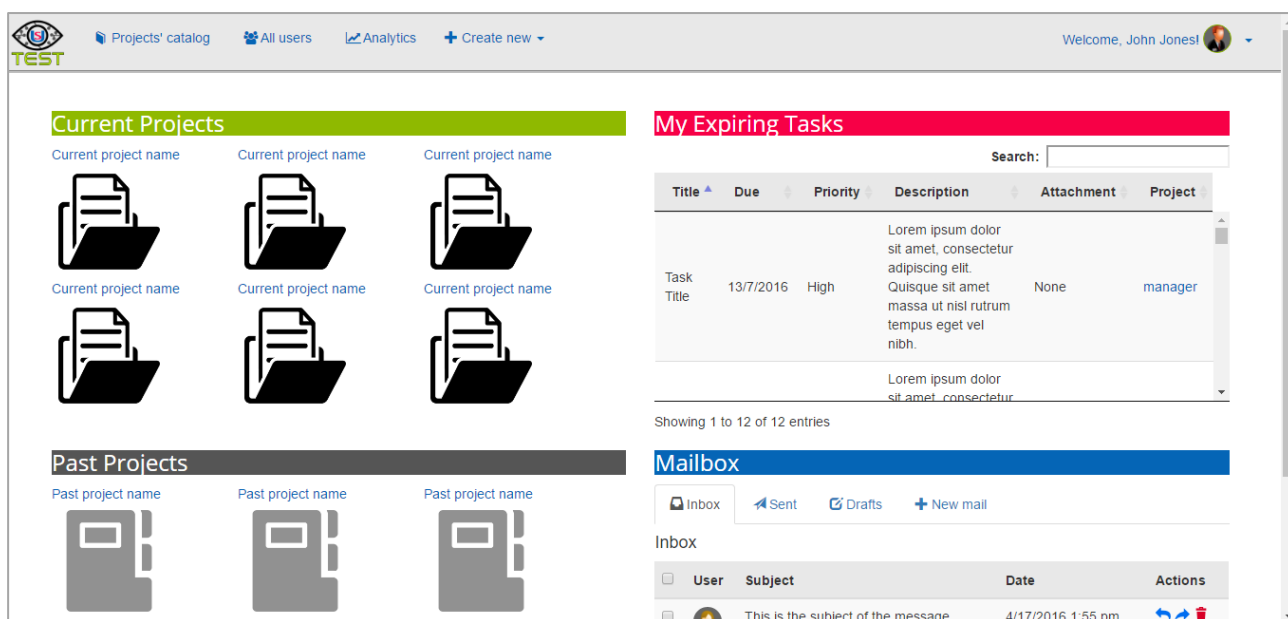 TEST
Projects' catalog
All users
Analytics
Create new
Welcome, John Jones!
Current Projects
Current project name
Current project name
Current project name
Current project name
Current project name
Current project name
Past Projects
Past project name
Past project name
Past project name
My Expiring Tasks
Search:
Title Due Priority Description Attachment Project
Lorem ipsum dolor
sit amet, consectetur
adipiscing elit.
Task Title 13/7/2016 High Quisque sit amet None manager
massa ut nisl rutrum
tempus eget vel
nibh.
Lorem ipsum dolor
sit amet, consectetur
Showing 1 to 12 of 12 entries
Mailbox
Inbox Sent Drafts New mail
Inbox
User Subject Date Actions
This is the subject of the message 4/17/2016 1:55 pm